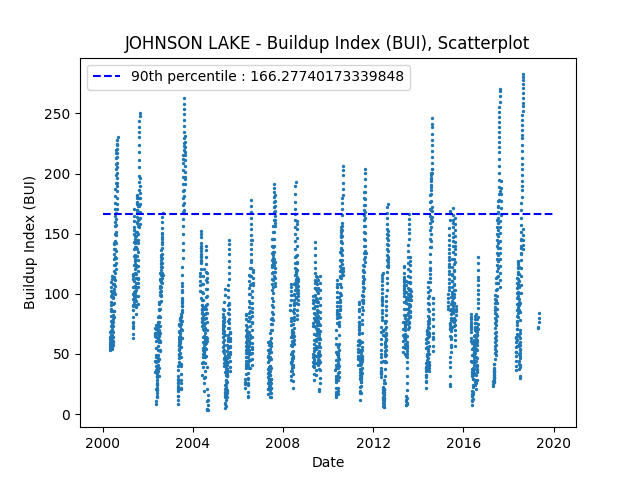 JOHNSON LAKE - Buildup Index (BUI), Scatterplot
90th percentile : 166.27740173339848
Buildup Index (BUI)
250
200
150
100
50
0
2000 2004 2008 2012 2016 2020
Date